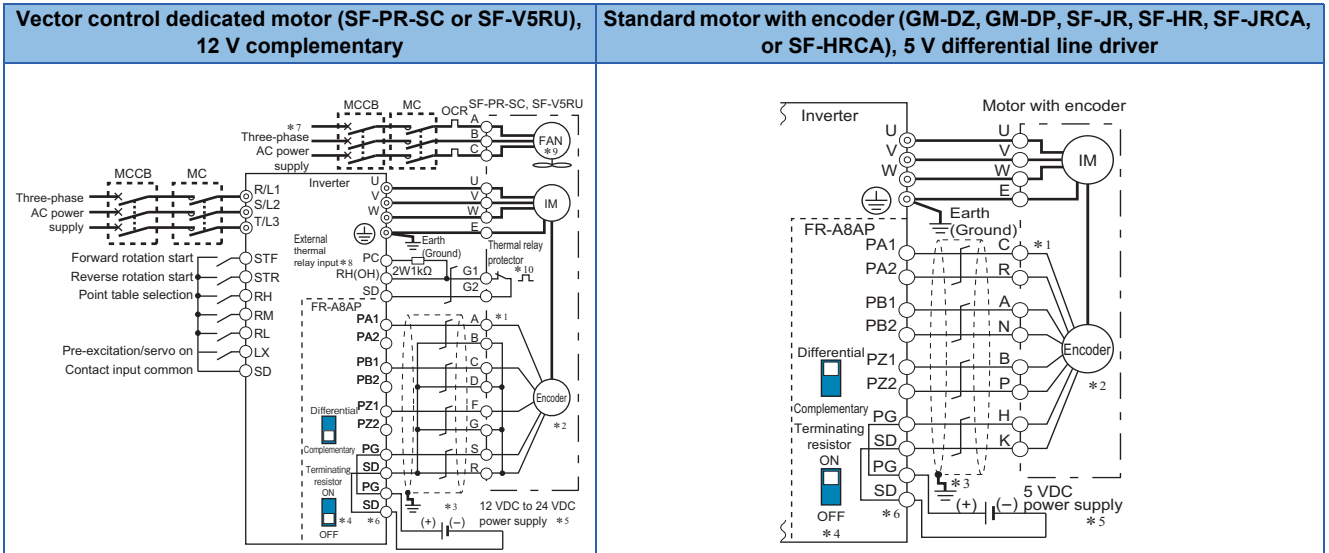 Vector control dedicated motor (SF-PR-SC or SF-V5RU),
12 V complementary
Standard motor with encoder (GM-DZ, GM-DP, SF-JR, SF-HR, SF-JRCA,
or SF-HRCA), 5 V differential line driver
MCCB MC OCR SF-PR-SC, SF-V5RU
*7
Three-phase
AC power
supply
A
B
C
FAN
*9
MCCB MC
Three-phase
AC power
supply
R/L1
S/L2
T/L3
Inverter
U
V
W
U
V
W
E
IM
Earth
(Ground)
External
thermal
relay input *8
PC
RH(OH)
SD
2W1kΩ
G1
G2
Thermal relay
protector
*10
Forward rotation start STF
Reverse rotation start STR
Point table selection RH
RM
RL
Pre-excitation/servo on LX
Contact input common SD
FR-A8AP
PA1 A *1
PA2 B
PB1 C
PB2 D
PZ1 F
PZ2 G
PG S
SD R
PG
SD
Differential
Complementary
Terminating
resistor
ON
OFF
*4
*6
*3
Encoder
*2
(+) (−)
12 VDC to 24 VDC
power supply *5
Inverter
Motor with encoder
U U
V V
W W
E
IM
Earth
(Ground)
FR-A8AP
PA1 C *1
PA2 R
PB1 A
PB2 N
PZ1 B
PZ2 P
PG H
SD K
PG
SD
Differential
Complementary
Terminating
resistor
ON
OFF
*4
*6
*3
Encoder
*2
(+) (−)
5 VDC
power supply
*5